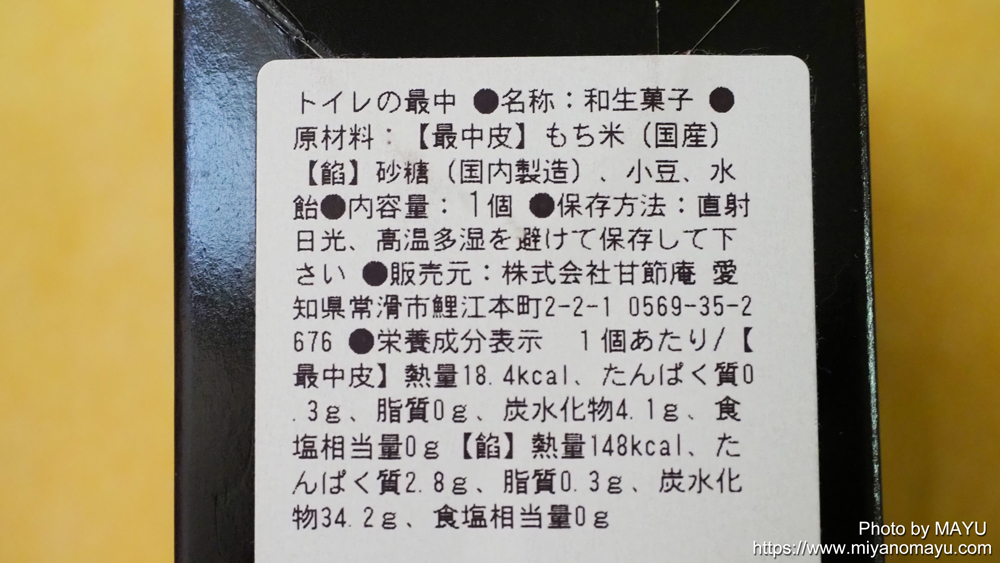 トイレの最中 ●名称：和生菓子 ●
原材料：【最中皮】もち米（国産）
【餡】砂糖（国内製造）、小豆、水
飴●内容量：１個 ●保存方法：直射
日光、高温多湿を避けて保存して下
さい ●販売元：株式会社甘節庵 愛
知県常滑市鯉江本町2-2-1 0569-35-2
676 ●栄養成分表示　１個あたり/【
最中皮】熱量18.4kcal、たんぱく質0
.3ｇ、脂質0ｇ、炭水化物4.1ｇ、食
塩相当量0ｇ【餡】熱量148kcal、た
んぱく質2.8ｇ、脂質0.3ｇ、炭水化
物34.2ｇ、食塩相当量0ｇ
Photo by MAYU
https://www.miyanomayu.com